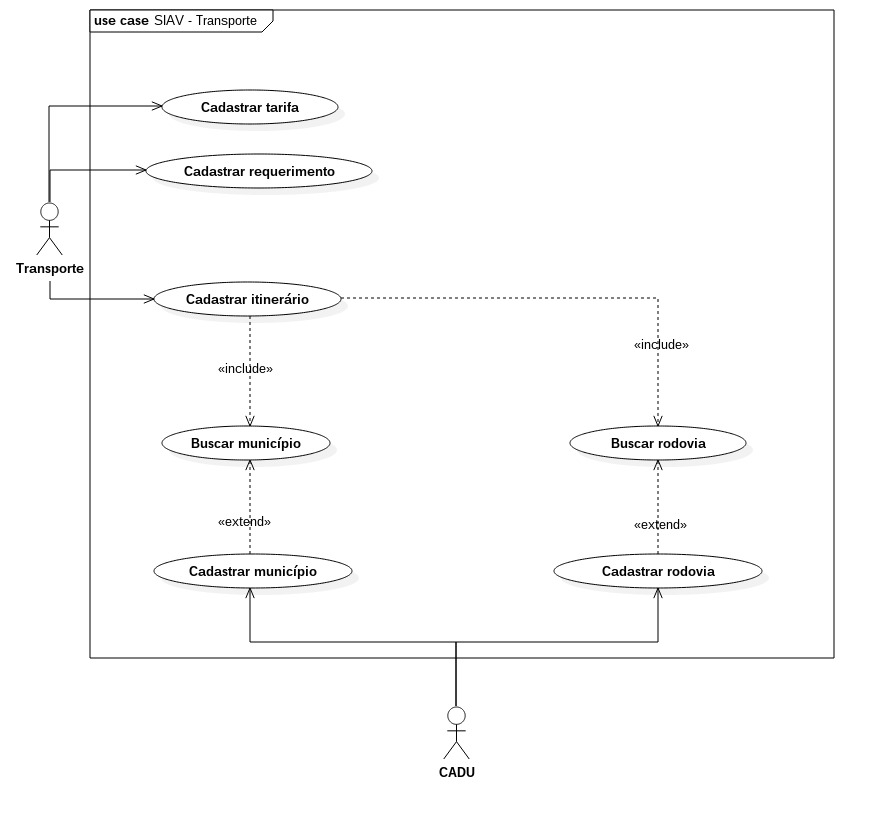 use case SIAV - Transporte
Cadastrar tarifa
Cadastrar requerimento
Transporte
Cadastrar itinerário
«include»
«include»
Buscar município
Buscar rodovia
«extend»
«extend»
Cadastrar município
Cadastrar rodovia
CADU